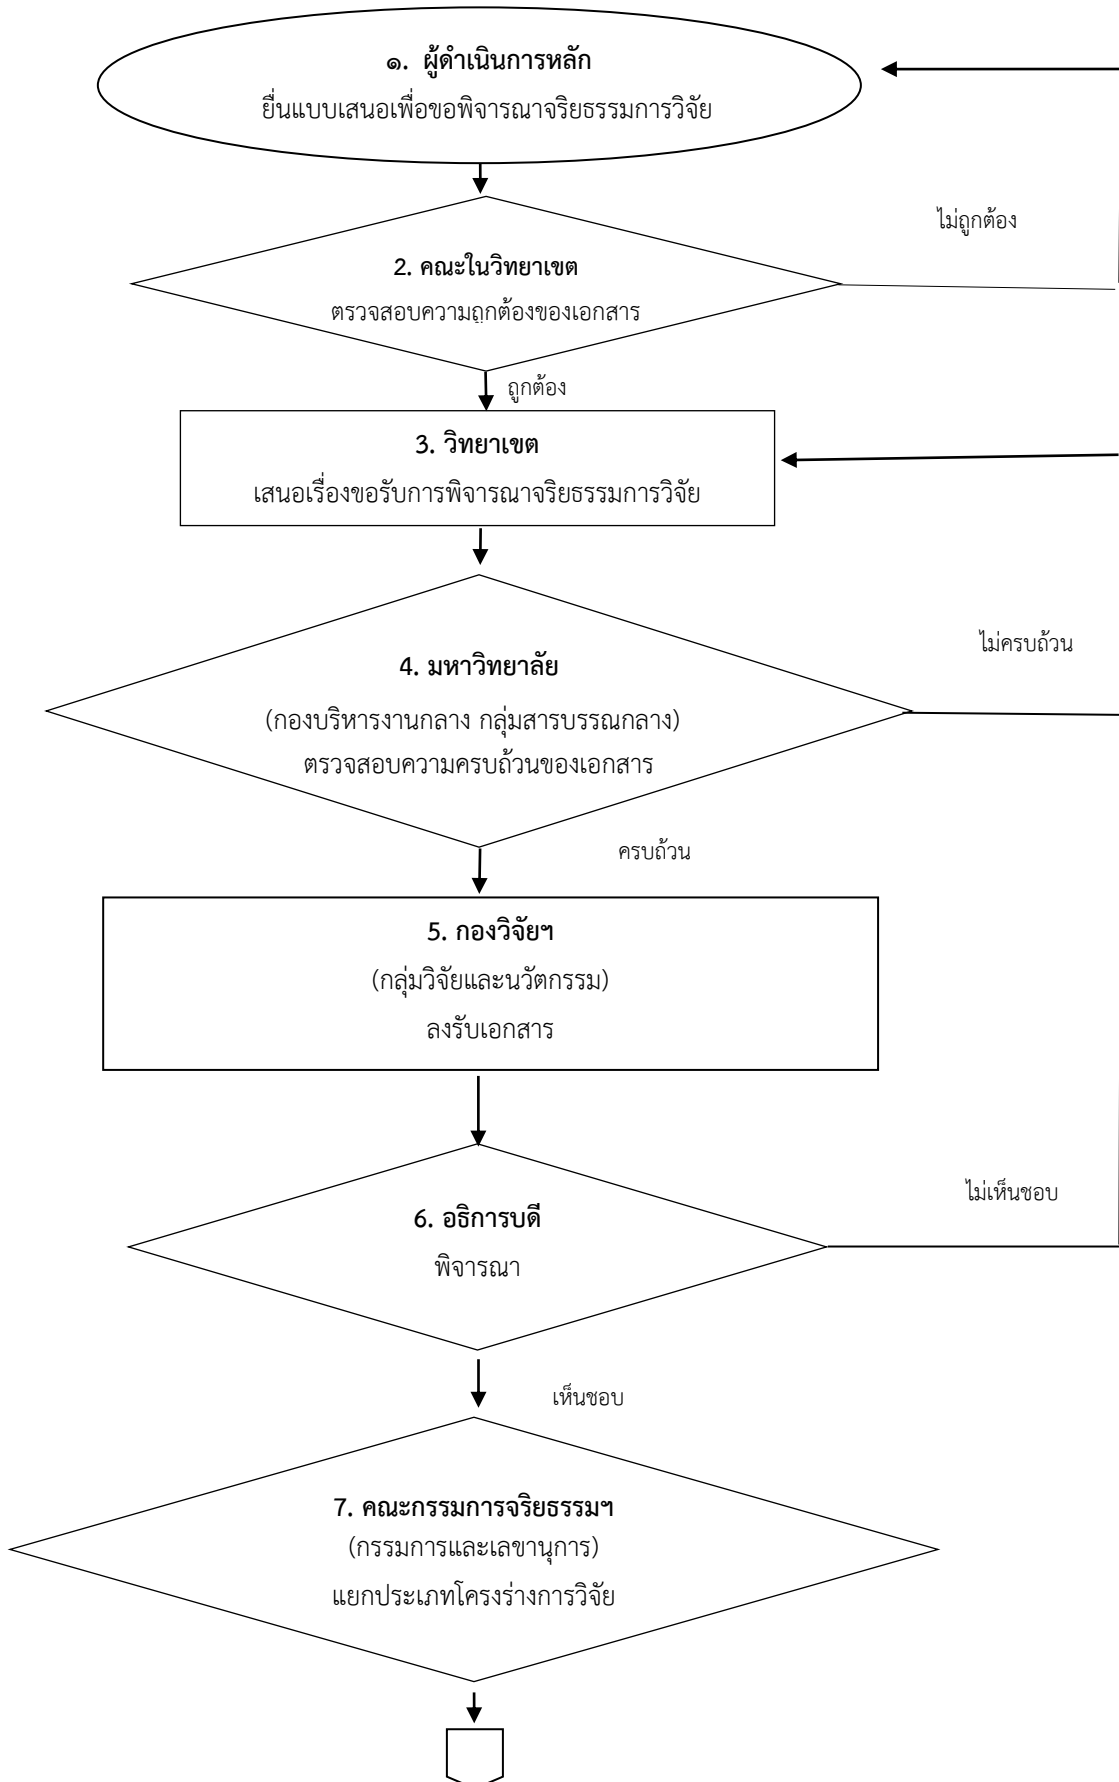 ๑. ผู้ดำเนินการหลัก
ยื่นแบบเสนอเพื่อขอพิจารณาจริยธรรมการวิจัย
ไม่ถูกต้อง
2. คณะในวิทยาเขต
ตรวจสอบความถูกต้องของเอกสาร
ถูกต้อง
3. วิทยาเขต
เสนอเรื่องขอรับการพิจารณาจริยธรรมการวิจัย
ไม่ครบถ้วน
4. มหาวิทยาลัย
(กองบริหารงานกลาง กลุ่มสารบรรณกลาง)
ตรวจสอบความครบถ้วนของเอกสาร
ครบถ้วน
5. กองวิจัยฯ
(กลุ่มวิจัยและนวัตกรรม)
ลงรับเอกสาร
ไม่เห็นชอบ
6. อธิการบดี
พิจารณา
เห็นชอบ
7. คณะกรรมการจริยธรรมฯ
(กรรมการและเลขานุการ)
แยกประเภทโครงร่างการวิจัย